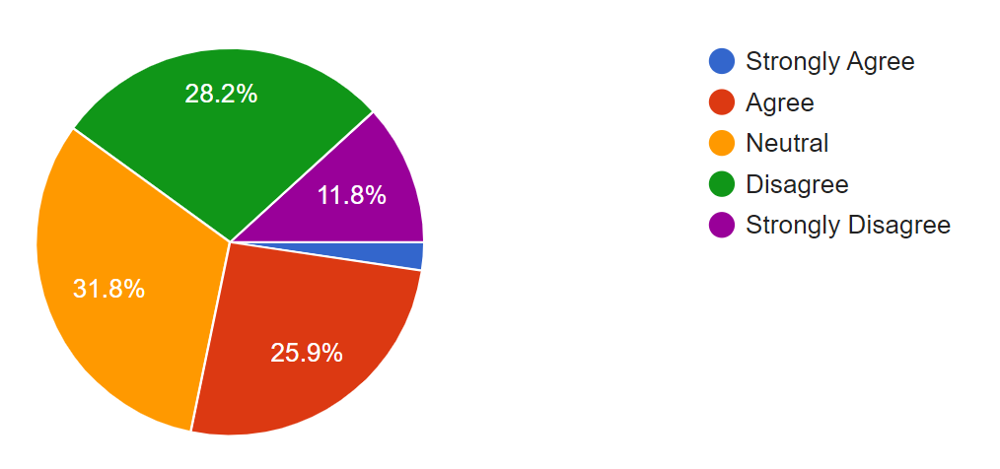 28.2%
11.8%
31.8%
25.9%
Strongly Agree
Agree
Neutral
Disagree
Strongly Disagree